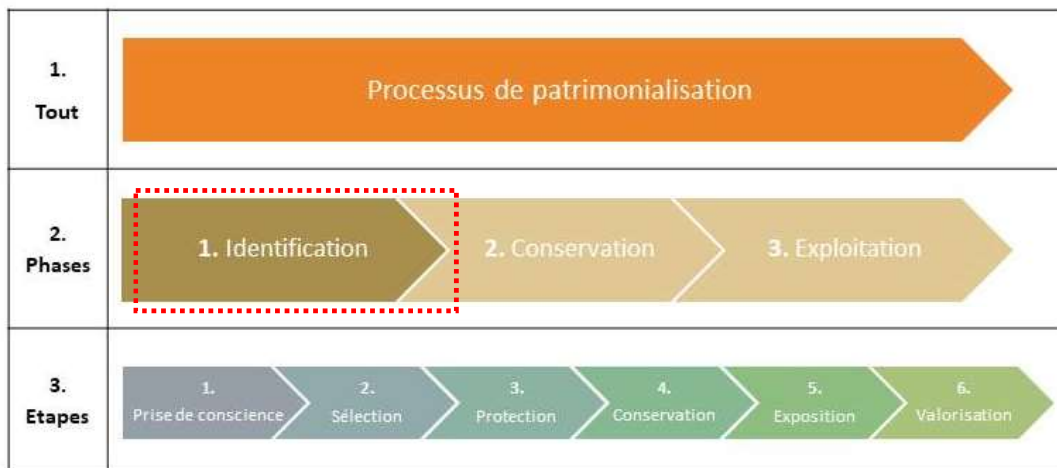 1.
Tout
Processus de patrimonialisation
2.
Phases
1. Identification
2. Conservation
3. Exploitation
3.
Etapes
1.
Prise de conscience
2.
Sélection
3.
Protection
4.
Conservation
5.
Exposition
6.
Valorisation